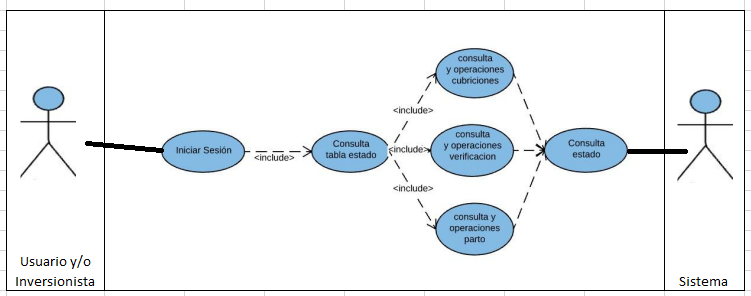 consulta
y operaciones
cubriciones
<include>
Iniciar Sesión
<include>
Consulta
tabla estado
<include>
consulta
y operaciones
verificacion
Consulta
estado
<include>
consulta y
operaciones
parto
Usuario y/o
Inversionista
Sistema